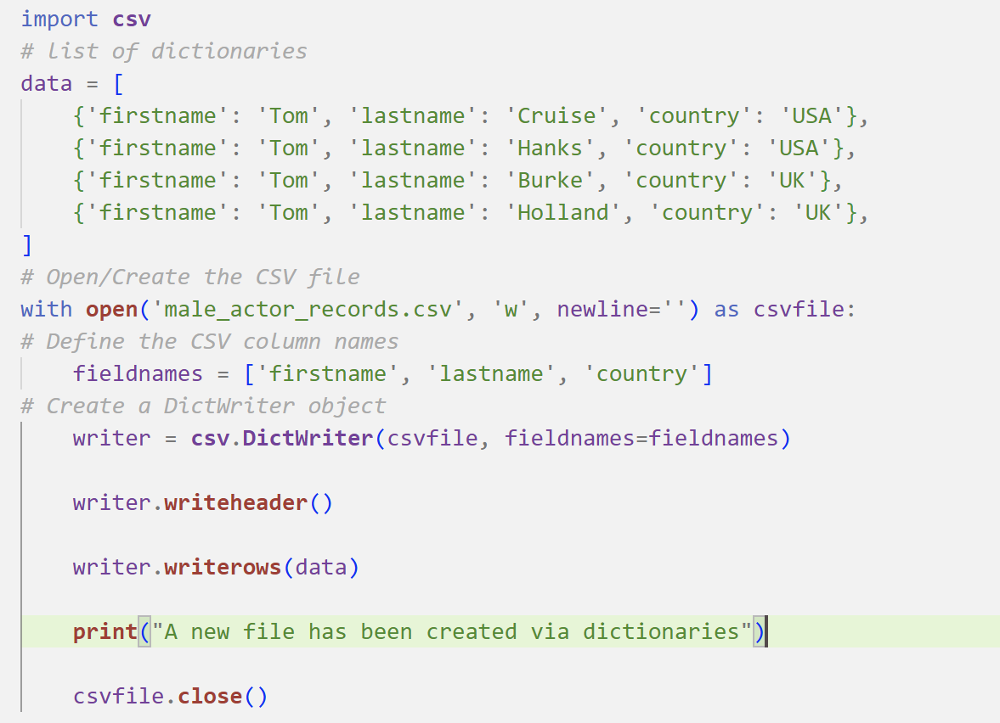 import csv
# list of dictionaries
data = [
    {'firstname': 'Tom', 'lastname': 'Cruise', 'country': 'USA'},
    {'firstname': 'Tom', 'lastname': 'Hanks', 'country': 'USA'},
    {'firstname': 'Tom', 'lastname': 'Burke', 'country': 'UK'},
    {'firstname': 'Tom', 'lastname': 'Holland', 'country': 'UK'},
]
# Open/Create the CSV file
with open('male_actor_records.csv', 'w', newline='') as csvfile:
# Define the CSV column names
    fieldnames = ['firstname', 'lastname', 'country']
# Create a DictWriter object
    writer = csv.DictWriter(csvfile, fieldnames=fieldnames)
    writer.writeheader()
    writer.writerows(data)
    print("A new file has been created via dictionaries")
    csvfile.close()